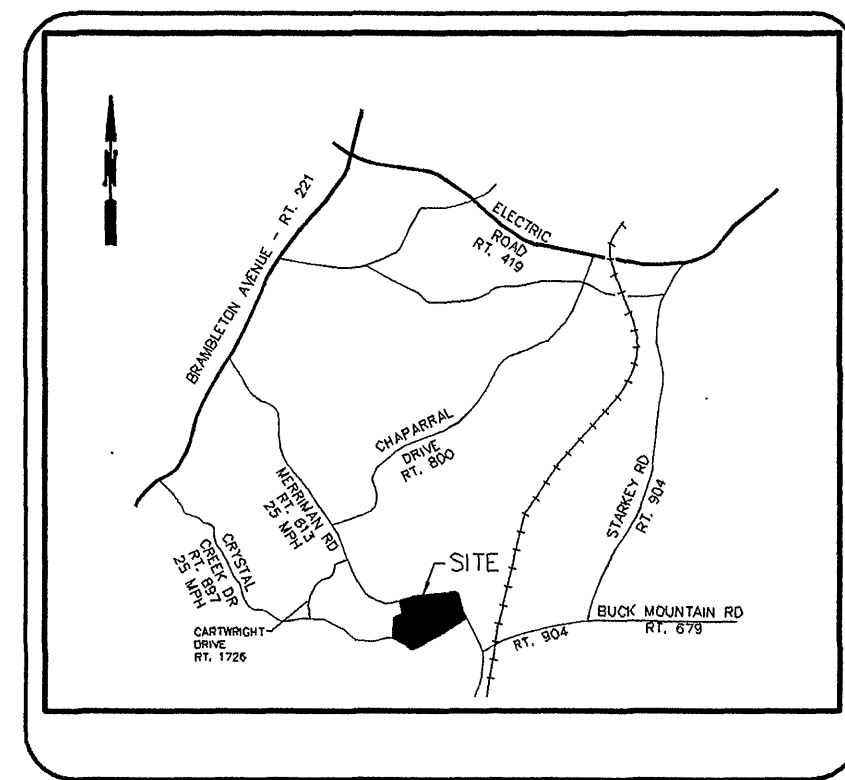 N
BRAMBLETON AVENUE - RT. 221
ELECTRIC
ROAD
RT. 419
CHAPARRAL
DRIVE
RT. 800
MERRIMAN RD
RT. 613
25 MPH
STARKEY RD
RT. 904
CRYSTAL
CREEK DR
RT. 897
25 MPH
SITE
CARTWRIGHT
DRIVE
RT. 1726
BUCK MOUNTAIN RD
RT. 679
RT. 904